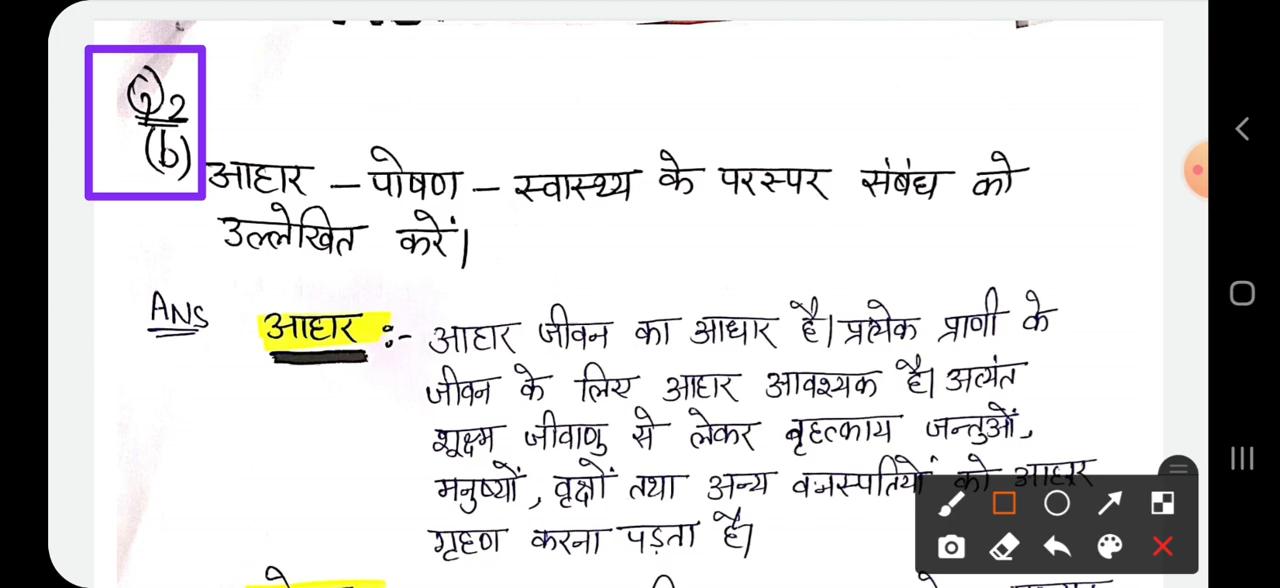 Q2
(b)
आहार – पोषण – स्वास्थ्य के परस्पर संबंध को
उल्लेखित करें।
ANS
आहार :- आहार जीवन का आधार है। प्रत्येक प्राणी के
जीवन के लिए आहार आवश्यक है। अत्यंत
शूक्ष्म जीवाणु से लेकर वृहत्काय जन्तुओं,
मनुष्यों, वृक्षों तथा अन्य वनस्पतियों को आहार
गृहण करना पड़ता है।